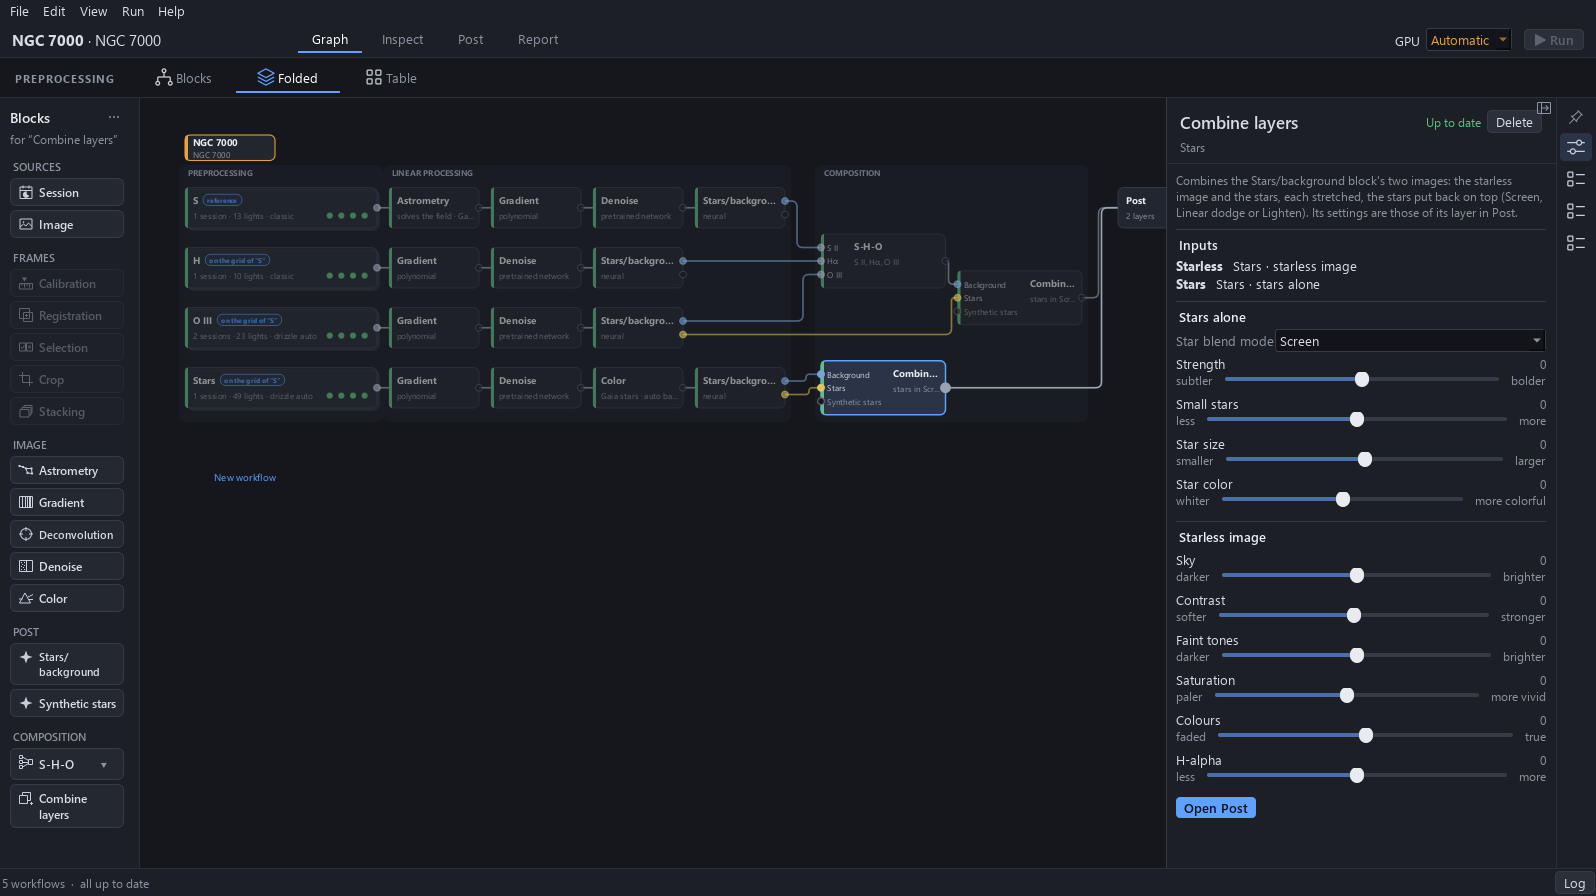 File Edit View Run Help
NGC 7000 · NGC 7000
Graph Inspect Post Report
GPU Automatic Run
PREPROCESSING Blocks Folded Table
Blocks ···
for “Combine layers”
SOURCES
Session
Image
FRAMES
Calibration
Registration
Selection
Crop
Stacking
IMAGE
Astrometry
Gradient
Deconvolution
Denoise
Color
POST
Stars/
background
Synthetic stars
COMPOSITION
S-H-O
Combine
layers
NGC 7000
NGC 7000
PREPROCESSING LINEAR PROCESSING COMPOSITION
S reference
1 session · 13 lights · classic
Astrometry
solves the field · Ga...
Gradient
polynomial
Denoise
pretrained network
Stars/backgro...
neural
H on the grid of "S"
1 session · 10 lights · classic
Gradient
polynomial
Denoise
pretrained network
Stars/backgro...
neural
O III on the grid of "S"
2 sessions · 23 lights · drizzle auto
Gradient
polynomial
Denoise
pretrained network
Stars/backgro...
neural
Stars on the grid of "S"
1 session · 49 lights · drizzle auto
Gradient
polynomial
Denoise
pretrained network
Color
Gaia stars · auto ba...
Stars/backgro...
neural
S II
Hα
O III
S-H-O
S II, Hα, O III
Background
Stars
Synthetic stars
Combin...
stars in Scr...
Background
Stars
Synthetic stars
Combin...
stars in Scr...
Post
2 layers
New workflow
Combine layers Up to date Delete
Stars
Combines the Stars/background block's two images: the starless
image and the stars, each stretched, the stars put back on top (Screen,
Linear dodge or Lighten). Its settings are those of its layer in Post.
Inputs
Starless Stars · starless image
Stars Stars · stars alone
Stars alone
Star blend mode Screen
Strength 0
subtler bolder
Small stars 0
less more
Star size 0
smaller larger
Star color 0
whiter more colorful
Starless image
Sky 0
darker brighter
Contrast 0
softer stronger
Faint tones 0
darker brighter
Saturation 0
paler more vivid
Colours 0
faded true
H-alpha 0
less more
Open Post
5 workflows · all up to date
Log